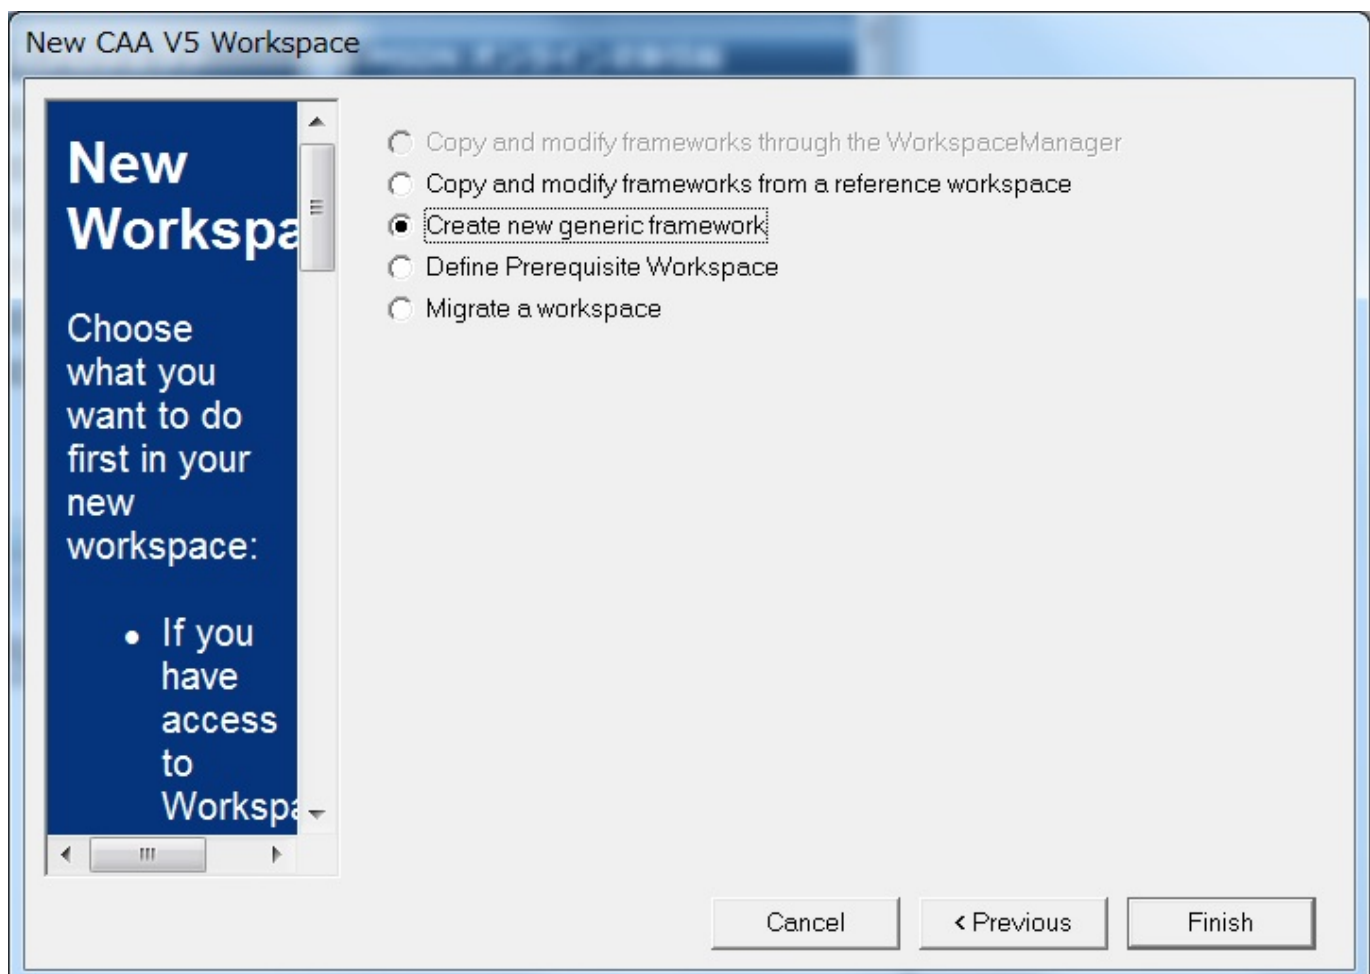 New CAA V5 Workspace
New
Workspa
Choose
what you
want to do
first in your
new
workspace:
• If you
have
access
to
Workspa
Copy and modify frameworks through the WorkspaceManager
Copy and modify frameworks from a reference workspace
Create new generic framework
Define Prerequisite Workspace
Migrate a workspace
Cancel
< Previous
Finish